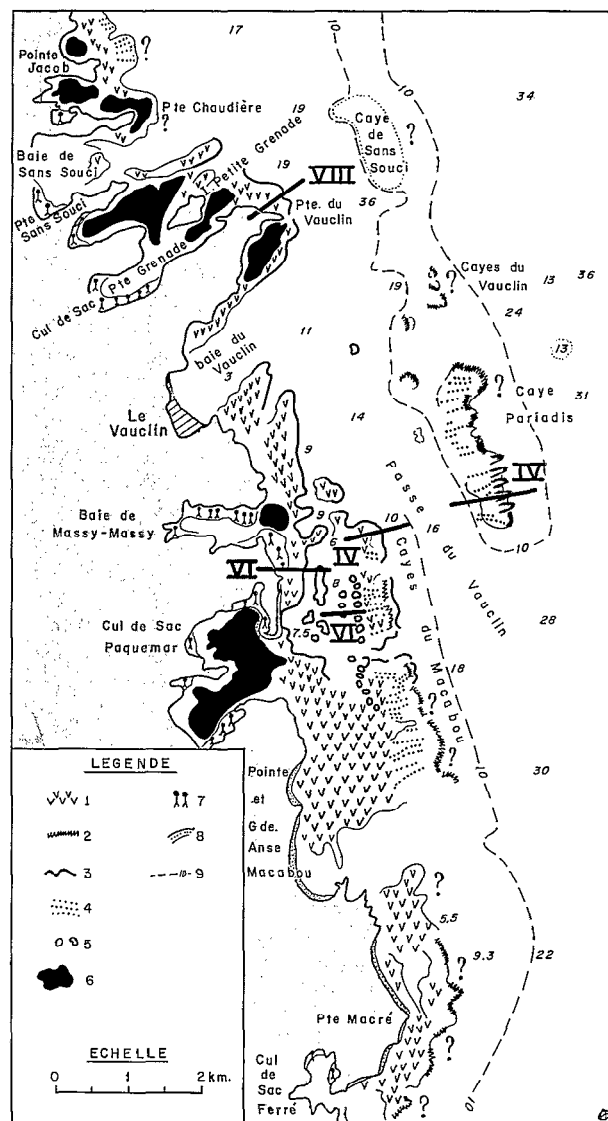 17
10
Pointe
Jacob
?
34
Pte Chaudière
?
19
10
Caye
de
Sans
Souci
?
Baie de
Sans Souci
Petite Grenade
19
VIII
Pte Sans Souci
Pte. du
Vauclin
36
Pte Grenade
Cul de Sac
Cayes du
Vauclin
?
13
36
19
24
11
D
13
baie du Vauclin
3
?
Caye
Pariadis
31
Le
Vauclin
14
9
Passe du Vauclin
IV
Baie de
Massy-Massy
9
6
10
16
10
VI
IV
8
Cayes du Macabou
28
Cul de Sac
Paquemar
7.5
VI
18
?
?
LEGENDE
1
7
2
8
3
10
9
4
5
6
ECHELLE
0
1
2 km.
Pointe
et
Gde.
Anse
Macabou
10
30
?
5.5
9.3
22
?
Pte Macré
?
Cul
de
Sac
Ferré
?
10